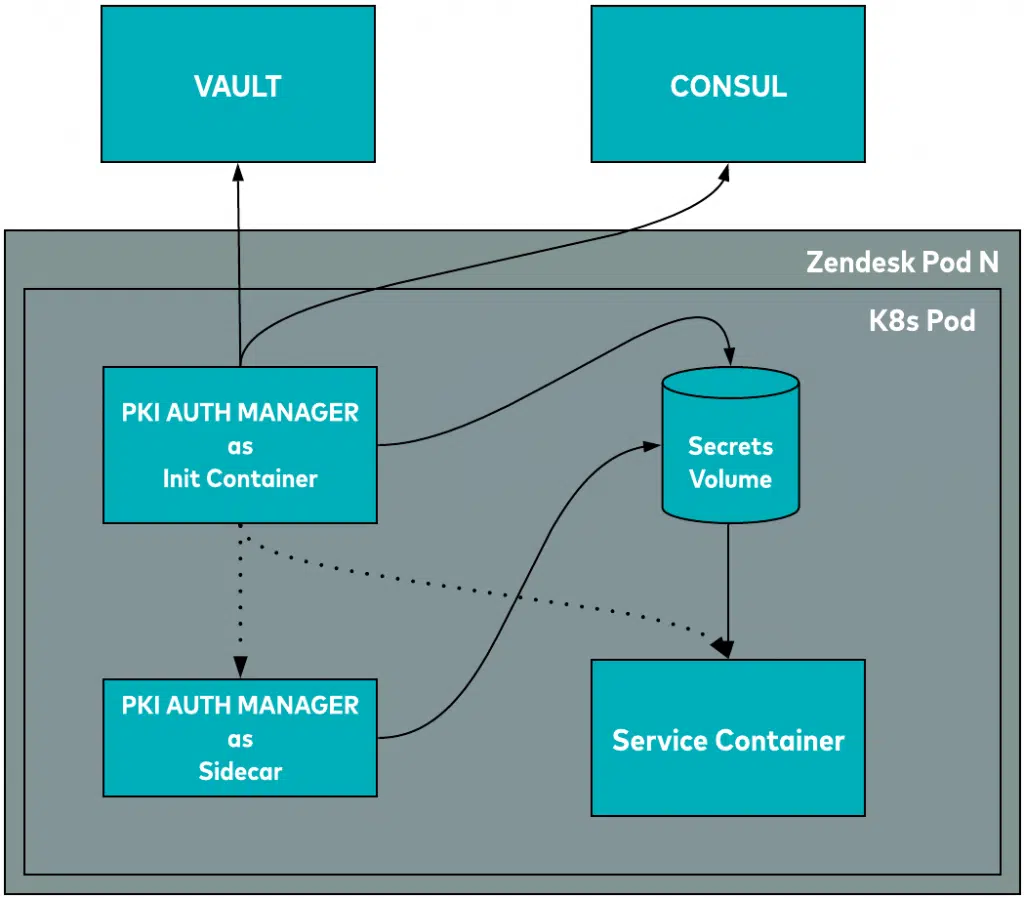 VAULT
CONSUL
Zendesk Pod N
K8s Pod
PKI AUTH MANAGER
as
Init Container
Secrets
Volume
PKI AUTH MANAGER
as
Sidecar
Service Container